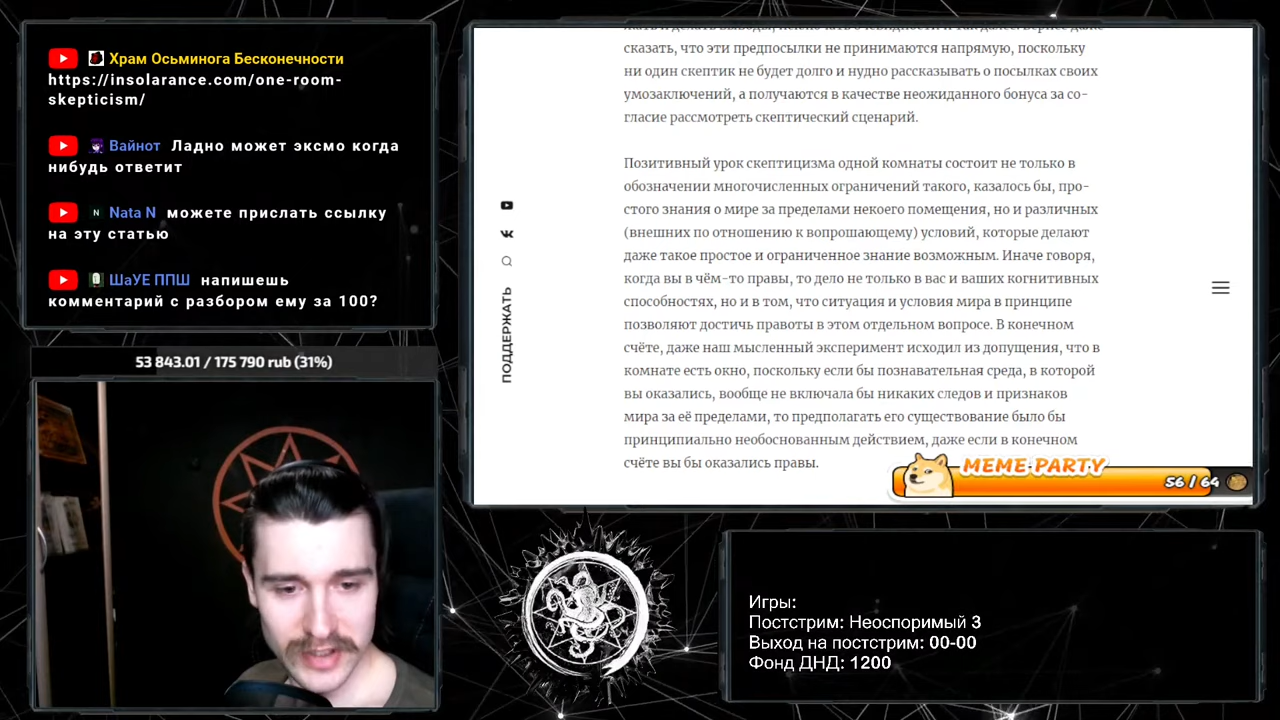 Храм Осьминога Бесконечности
https://insolarance.com/one-room-
skepticism/
Вайнот Ладно может эксмо когда
нибудь ответит
N Nata N можете прислать ссылку
на эту статью
ШаУЕ ППШ напишешь
комментарий с разбором ему за 100?
53 843.01 / 175 790 rub (31%)
сказать, что эти предпосылки не принимаются напрямую, поскольку
ни один скептик не будет долго и нудно рассказывать о посылках своих
умозаключений, а получаются в качестве неожиданного бонуса за со-
гласие рассмотреть скептический сценарий.
Позитивный урок скептицизма одной комнаты состоит не только в
обозначении многочисленных ограничений такого, казалось бы, про-
стого знания о мире за пределами некоего помещения, но и различных
(внешних по отношению к вопрошающему) условий, которые делают
даже такое простое и ограниченное знание возможным. Иначе говоря,
когда вы в чём-то правы, то дело не только в вас и ваших когнитивных
способностях, но и в том, что ситуация и условия мира в принципе
позволяют достичь правоты в этом отдельном вопросе. В конечном
счёте, даже наш мысленный эксперимент исходил из допущения, что в
комнате есть окно, поскольку если бы познавательная среда, в которой
вы оказались, вообще не включала бы никаких следов и признаков
мира за её пределами, то предполагать его существование было бы
принципиально необоснованным действием, даже если в конечном
счёте вы бы оказались правы.
ПОДДЕРЖАТЬ
MEME PARTY
56 / 64
Игры:
Постстрим: Неоспоримый 3
Выход на постстрим: 00-00
Фонд ДНД: 1200